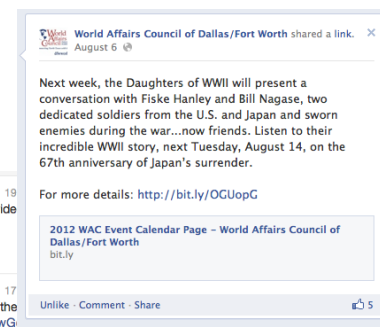 World Affairs Council of Dallas/Fort Worth shared a link.
August 6
Next week, the Daughters of WWII will present a
conversation with Fiske Hanley and Bill Nagase, two
dedicated soldiers from the U.S. and Japan and sworn
enemies during the war...now friends. Listen to their
incredible WWII story, next Tuesday, August 14, on the
67th anniversary of Japan's surrender.
For more details: http://bit.ly/OGUopG
2012 WAC Event Calendar Page - World Affairs Council of
Dallas/Fort Worth
bit.ly
Unlike · Comment · Share
5
19
ide
17
the